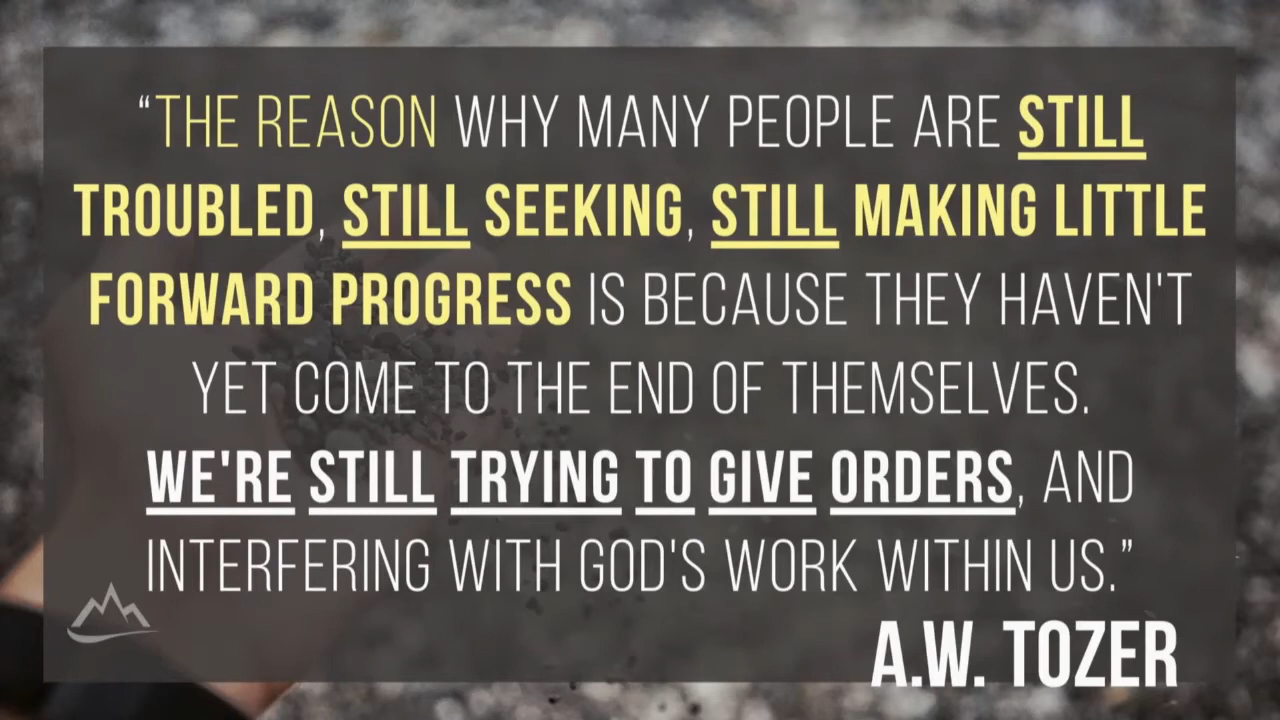 “THE REASON WHY MANY PEOPLE ARE STILL
TROUBLED, STILL SEEKING, STILL MAKING LITTLE
FORWARD PROGRESS IS BECAUSE THEY HAVEN'T
YET COME TO THE END OF THEMSELVES.
WE'RE STILL TRYING TO GIVE ORDERS, AND
INTERFERING WITH GOD'S WORK WITHIN US.”
A.W. TOZER